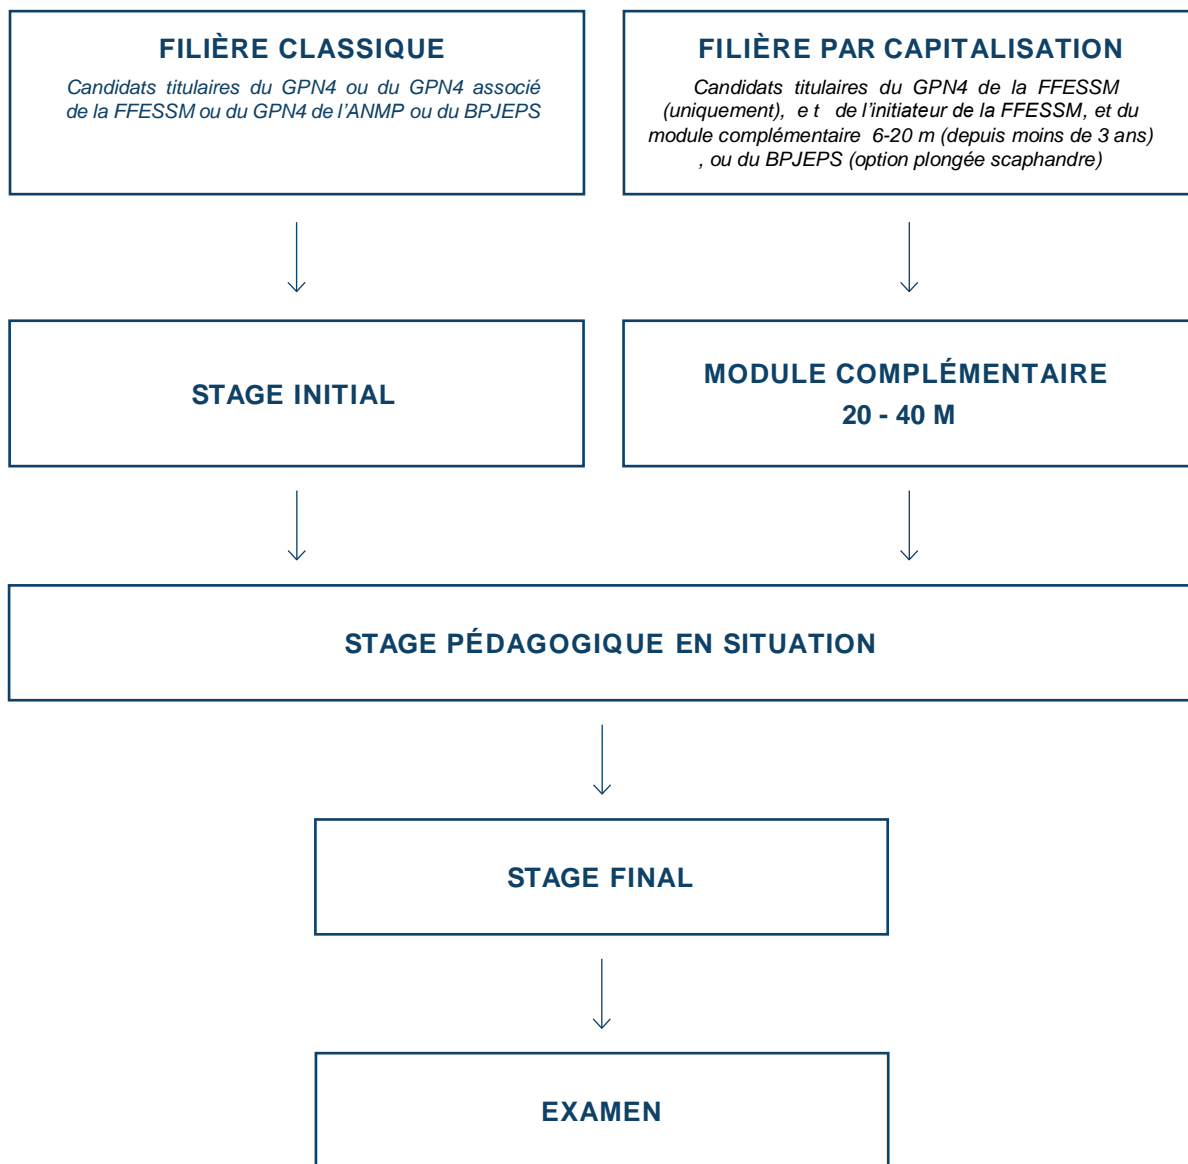 FILIÈRE CLASSIQUE
Candidats titulaires du GPN4 ou du GPN4 associé
de la FFESSM ou du GPN4 de l'ANMP ou du BPJEPS
FILIÈRE PAR CAPITALISATION
Candidats titulaires du GPN4 de la FFESSM
(uniquement), e t de l'initiateur de la FFESSM, et du
module complémentaire 6-20 m (depuis moins de 3 ans)
, ou du BPJEPS (option plongée scaphandre)
STAGE INITIAL
MODULE COMPLÉMENTAIRE
20 - 40 M
STAGE PÉDAGOGIQUE EN SITUATION
STAGE FINAL
EXAMEN